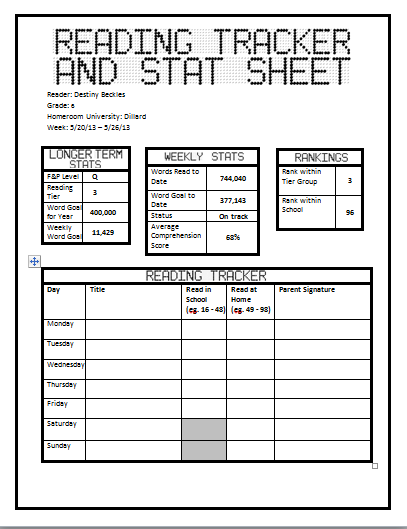 READING TRACKER
AND STAT SHEET
Reader: Destiny Beckles
Grade: 8
Homeroom University: Dillard
Week: 5/20/13 – 5/26/13
LONGER TERM
STATS
F&P Level Q
Reading
Tier 3
Word Goal
for Year 400,000
Weekly
Word Goal 11,429
WEEKLY STATS
Words Read to
Date 744,040
Word Goal to
Date 377,143
Status On track
Average
Comprehension
Score 68%
RANKINGS
Rank within
Tier Group 3
Rank within
School 96
READING TRACKER
Day Title Read in Read at Parent Signature
School Home
(eg. 16 - 48) (eg. 49 - 98)
Monday
Tuesday
Wednesday
Thursday
Friday
Saturday
Sunday